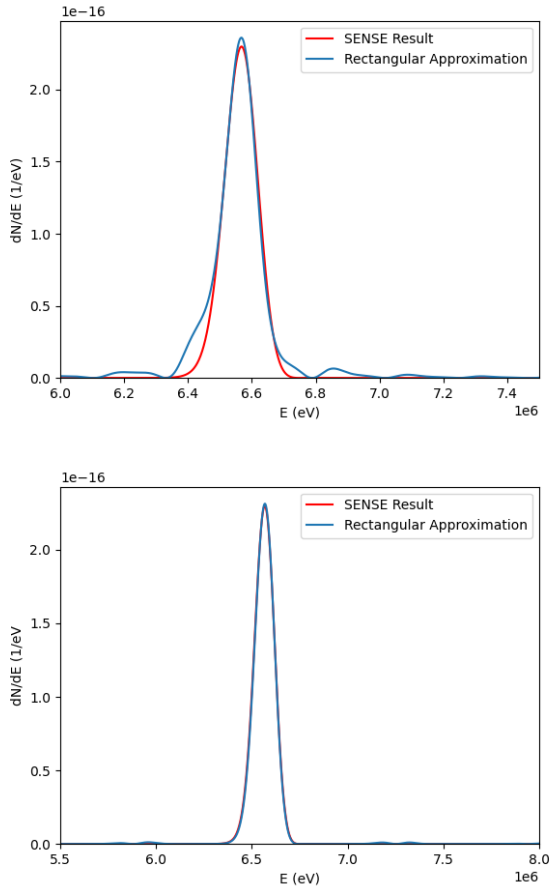 1e−16
SENSE Result
Rectangular Approximation
2.0
1.5
1.0
0.5
0.0
dN/dE (1/eV)
6.0 6.2 6.4 6.6 6.8 7.0 7.2 7.4
E (eV)
1e6
1e−16
SENSE Result
Rectangular Approximation
2.0
1.5
1.0
0.5
0.0
dN/dE (1/eV
5.5 6.0 6.5 7.0 7.5 8.0
E (eV)
1e6